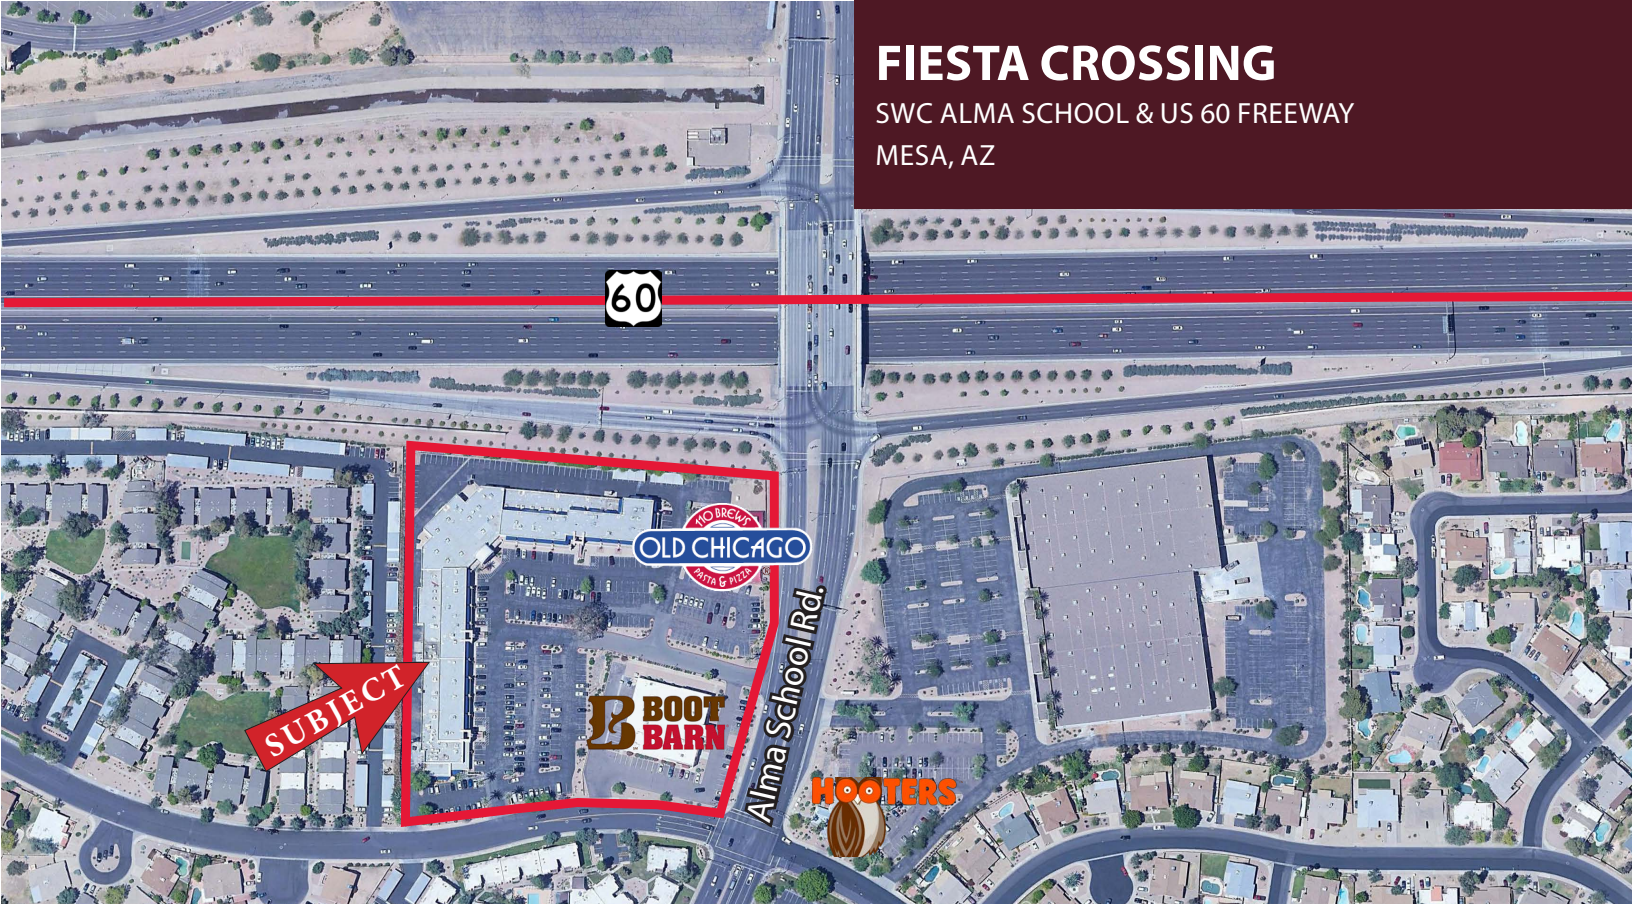 FIESTA CROSSING
SWC ALMA SCHOOL & US 60 FREEWAY
MESA, AZ
60
110 BREWS
OLD CHICAGO
PASTA & PIZZA
Alma School Rd.
SUBJECT
B BOOT
BARN
HOOTERS